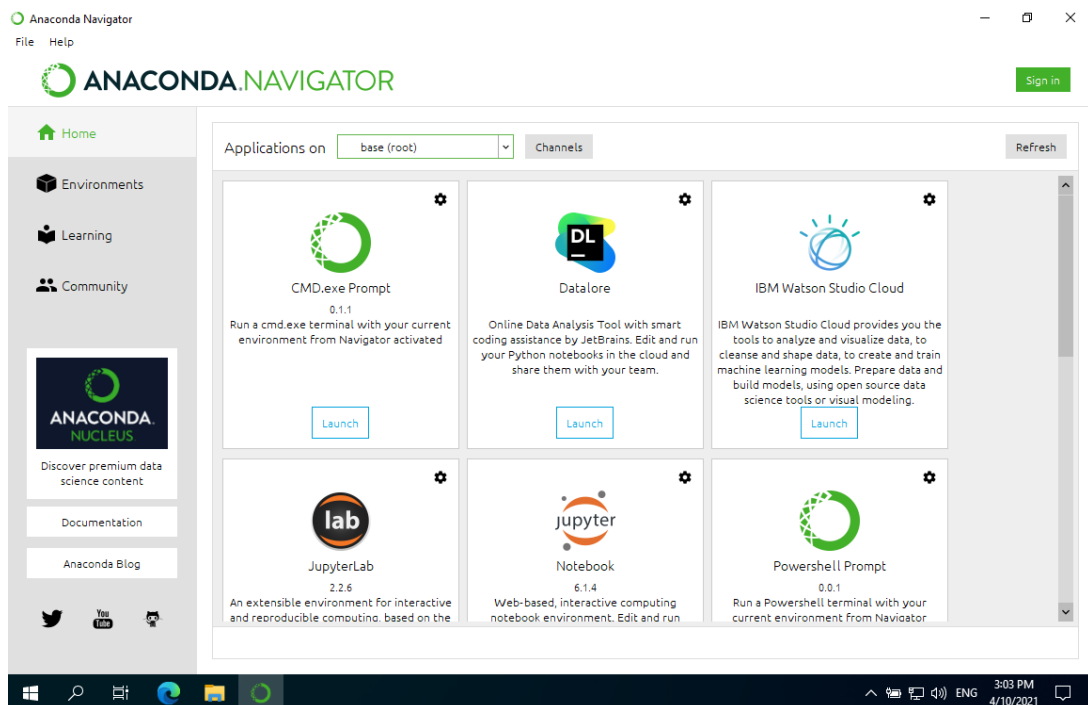 Anaconda Navigator
File Help
ANACONDA.NAVIGATOR
Sign in
Home
Environments
Learning
Community
ANACONDA.
NUCLEUS
Discover premium data
science content
Documentation
Anaconda Blog
You
Tube
Applications on base (root) Channels Refresh
CMD.exe Prompt
0.1.1
Run a cmd.exe terminal with your current
environment from Navigator activated
Launch
DL
Datalore
Online Data Analysis Tool with smart
coding assistance by JetBrains. Edit and run
your Python notebooks in the cloud and
share them with your team.
Launch
IBM Watson Studio Cloud
IBM Watson Studio Cloud provides you the
tools to analyze and visualize data, to
cleanse and shape data, to create and train
machine learning models. Prepare data and
build models, using open source data
science tools or visual modeling.
Launch
lab
JupyterLab
2.2.6
An extensible environment for interactive
and reproducible computing, based on the
jupyter
Notebook
6.1.4
Web-based, interactive computing
notebook environment. Edit and run
Powershell Prompt
0.0.1
Run a Powershell terminal with your
current environment from Navigator
ENG
3:03 PM
4/10/2021